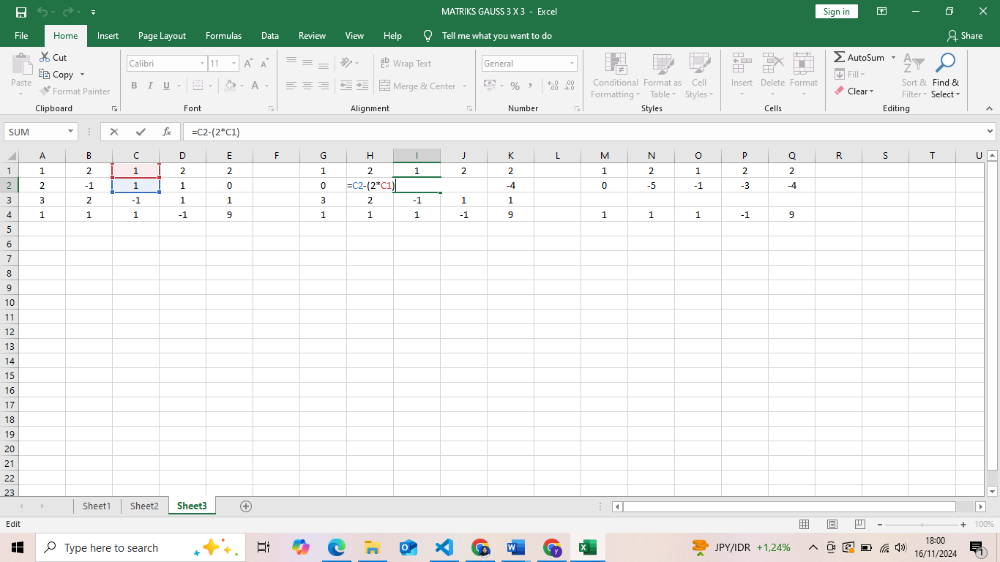 MATRIKS GAUSS 3 X 3 - Excel
Sign in
File Home Insert Page Layout Formulas Data Review View Help Tell me what you want to do Share
Paste
Cut
Copy
Format Painter
Clipboard
Calibri 11
B I U A
Font
ab Wrap Text
Merge & Center
Alignment
General
% ,
Number
Conditional Formatting
Format as Table
Cell Styles
Styles
Insert Delete Format
Cells
AutoSum
Fill
Clear
Sort & Filter
Find & Select
Editing
SUM fx =C2-(2*C1)
A B C D E F G H I J K L M N O P Q R S T U
1 1 2 1 2 2 1 2 1 2 2 1 2 1 2 2
2 2 -1 1 1 0 0 =C2-(2*C1) -4 0 -5 -1 -3 -4
3 3 2 -1 1 1 3 2 -1 1 1
4 1 1 1 -1 9 1 1 1 -1 9 1 1 1 -1 9
5
6
7
8
9
10
11
12
13
14
15
16
17
18
19
20
21
22
23
Sheet1 Sheet2 Sheet3
Edit
100%
Type here to search
JPY/IDR +1,24%
18:00
16/11/2024
1